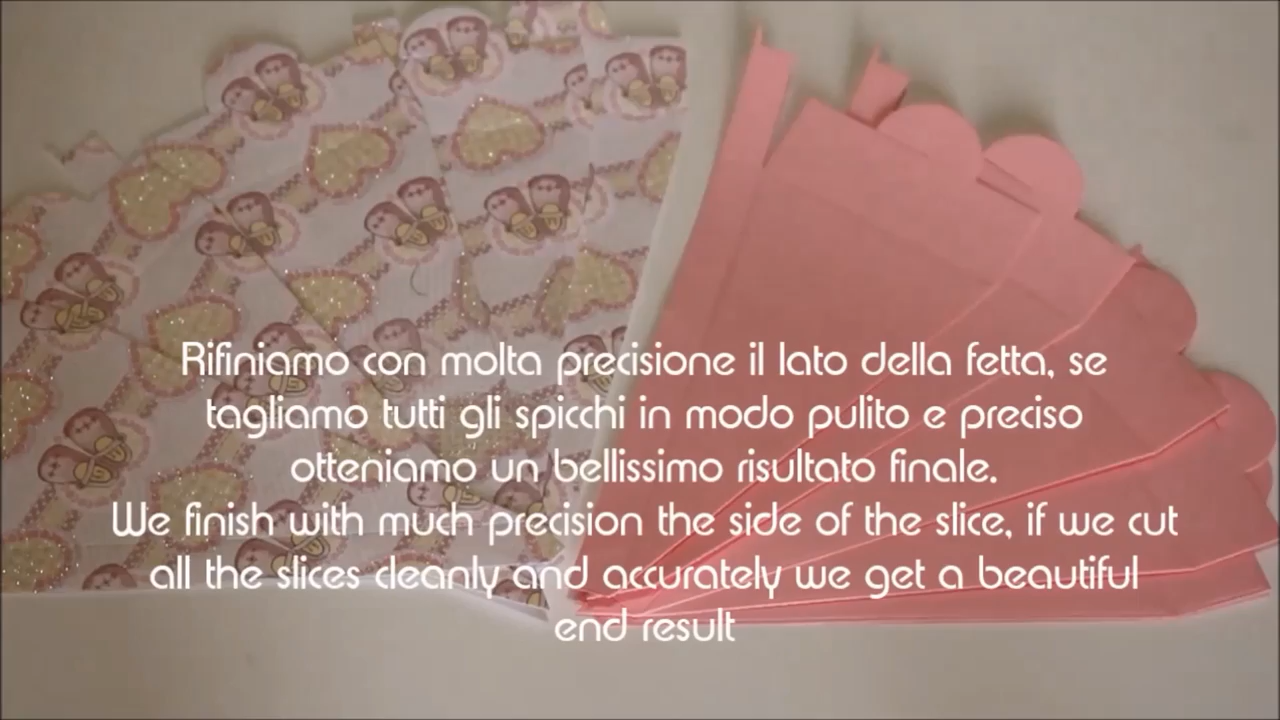 Rifiniamo con molta precisione il lato della fetta, se
tagliamo tutti gli spicchi in modo pulito e preciso
otteniamo un bellissimo risultato finale.
We finish with much precision the side of the slice, if we cut
all the slices cleanly and accurately we get a beautiful
end result